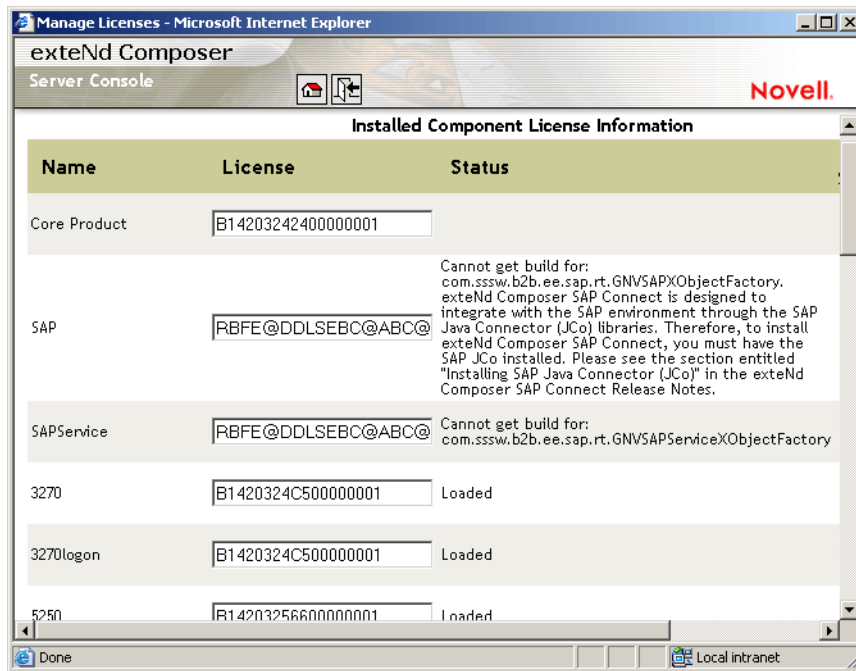 Manage Licenses - Microsoft Internet Explorer
exteNd Composer
Server Console
Novell.
Installed Component License Information
Name License Status
Core Product B14203242400000001
SAP RBFE@DDLSEBC@ABC@
Cannot get build for:
com.sssw.b2b.ee.sap.rt.GNVSAPXObjectFactory.
exteNd Composer SAP Connect is designed to
integrate with the SAP environment through the SAP
Java Connector (JCo) libraries. Therefore, to install
exteNd Composer SAP Connect, you must have the
SAP JCo installed. Please see the section entitled
"Installing SAP Java Connector (JCo)" in the exteNd
Composer SAP Connect Release Notes.
SAPService RBFE@DDLSEBC@ABC@
Cannot get build for:
com.sssw.b2b.ee.sap.rt.GNVSAPServiceXObjectFactory
3270 B1420324C500000001 Loaded
3270logon B1420324C500000001 Loaded
5250 B14203256600000001 Loaded
Done Local intranet